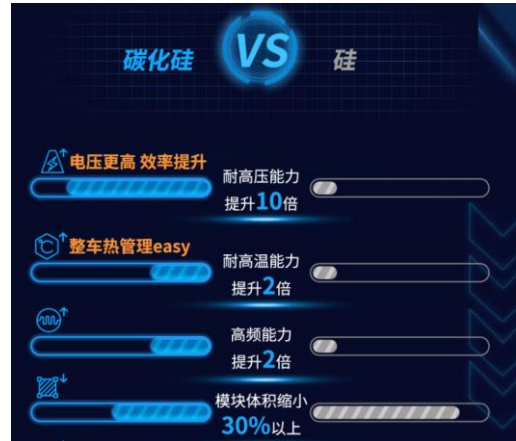 碳化硅 VS 硅
电压更高 效率提升
耐高压能力
提升10倍
整车热管理easy
耐高温能力
提升2倍
高频能力
提升2倍
模块体积缩小
30%以上